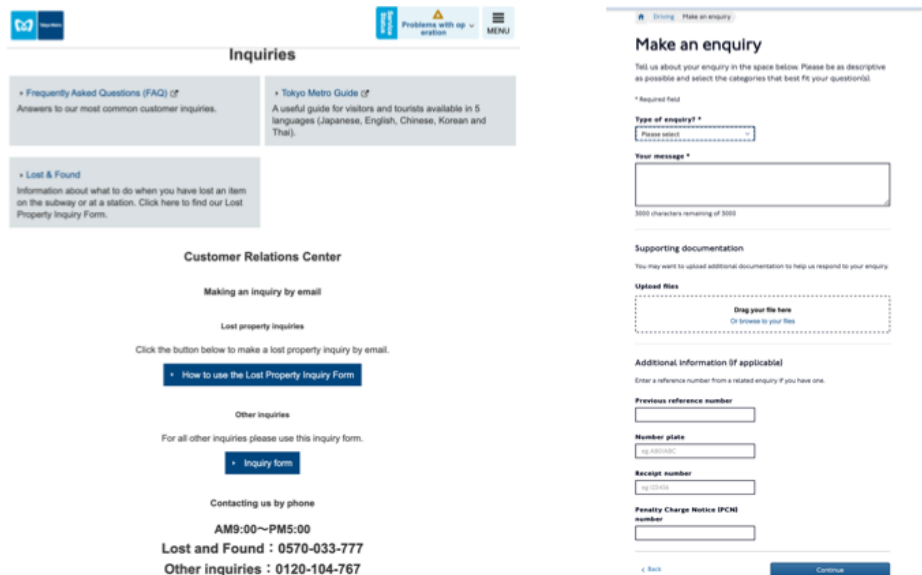 Tokyo Metro
Service Status
Problems with op
eration
MENU
Inquiries
Frequently Asked Questions (FAQ)
Answers to our most common customer inquiries.
Tokyo Metro Guide
A useful guide for visitors and tourists available in 5
languages (Japanese, English, Chinese, Korean and
Thai).
Lost & Found
Information about what to do when you have lost an item
on the subway or at a station. Click here to find our Lost
Property Inquiry Form.
Customer Relations Center
Making an inquiry by email
Lost property inquiries
Click the button below to make a lost property inquiry by email.
How to use the Lost Property Inquiry Form
Other inquiries
For all other inquiries please use this inquiry form.
Inquiry form
Contacting us by phone
AM9:00～PM5:00
Lost and Found：0570-033-777
Other inquiries：0120-104-767
Driving Make an enquiry
Make an enquiry
Tell us about your enquiry in the space below. Please be as descriptive
as possible and select the categories that best fit your question(s).
* Required field
Type of enquiry? *
Please select
Your message *
3000 characters remaining of 3000
Supporting documentation
You may want to upload additional documentation to help us respond to your enquiry.
Upload files
Drag your file here
Or browse to your files
Additional information (if applicable)
Enter a reference number from a related enquiry if you have one.
Previous reference number
Number plate
eg AB01ABC
Receipt number
eg 123456
Penalty Charge Notice (PCN)
number
< Back
Continue